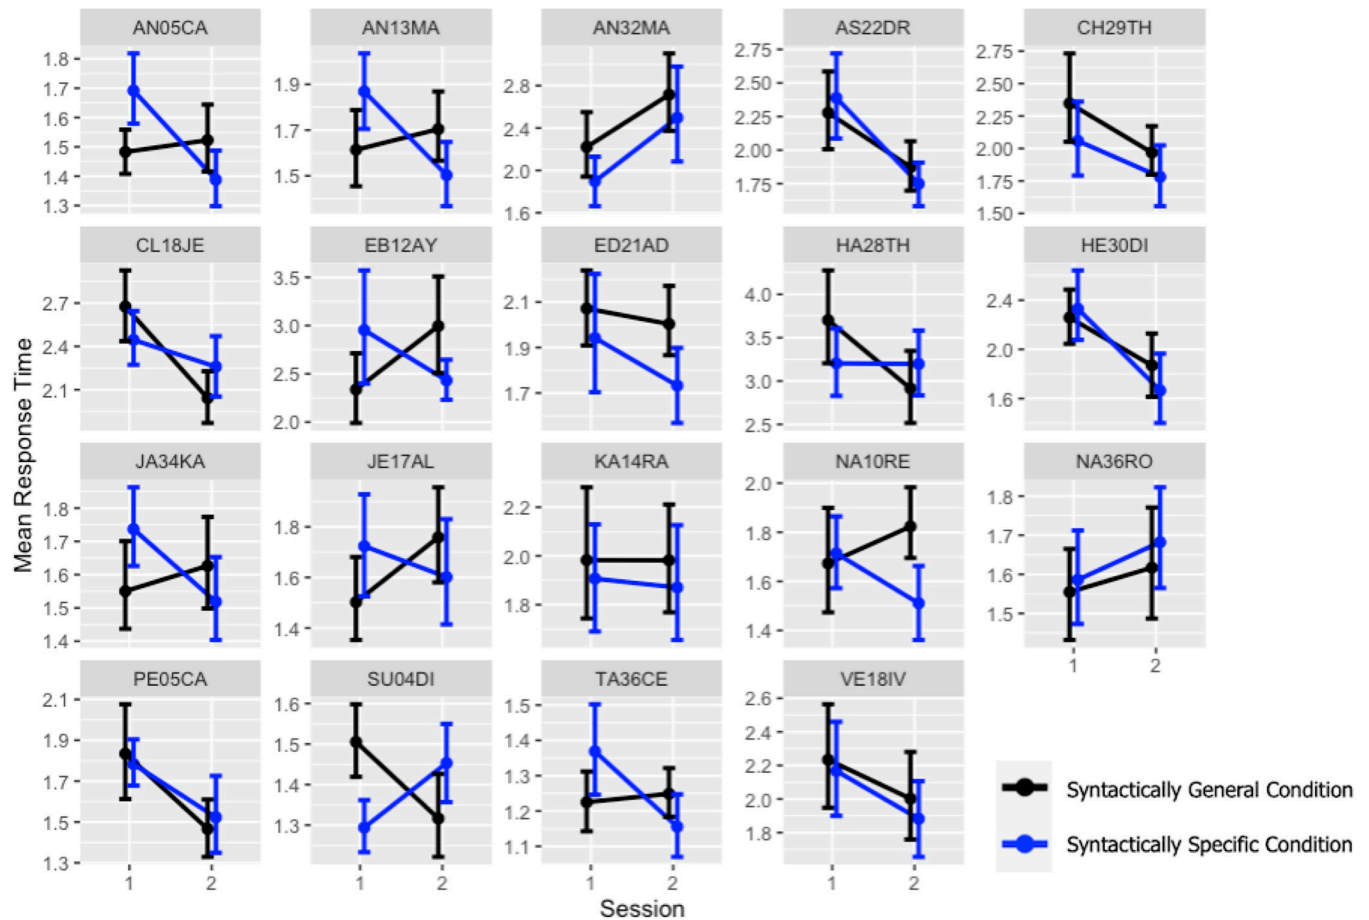 AN05CA AN13MA AN32MA AS22DR CH29TH
1.8 1.7 1.6 1.5 1.4 1.3
1.9 1.7 1.5
2.8 2.4 2.0 1.6
2.75 2.50 2.25 2.00 1.75
2.75 2.50 2.25 2.00 1.75 1.50
CL18JE EB12AY ED21AD HA28TH HE30DI
2.7 2.4 2.1
3.5 3.0 2.5 2.0
2.1 1.9 1.7
4.0 3.5 3.0 2.5
2.4 2.0 1.6
Mean Response Time
JA34KA JE17AL KA14RA NA10RE NA36RO
1.8 1.7 1.6 1.5 1.4
1.8 1.6 1.4
2.2 2.0 1.8
2.0 1.8 1.6 1.4
1.8 1.7 1.6 1.5
1 2
PE05CA SU04DI TA36CE VE18IV
2.1 1.9 1.7 1.5 1.3
1.6 1.5 1.4 1.3
1.5 1.4 1.3 1.2 1.1
2.6 2.4 2.2 2.0 1.8
1 2 1 2 1 2 1 2
Session
Syntactically General Condition
Syntactically Specific Condition